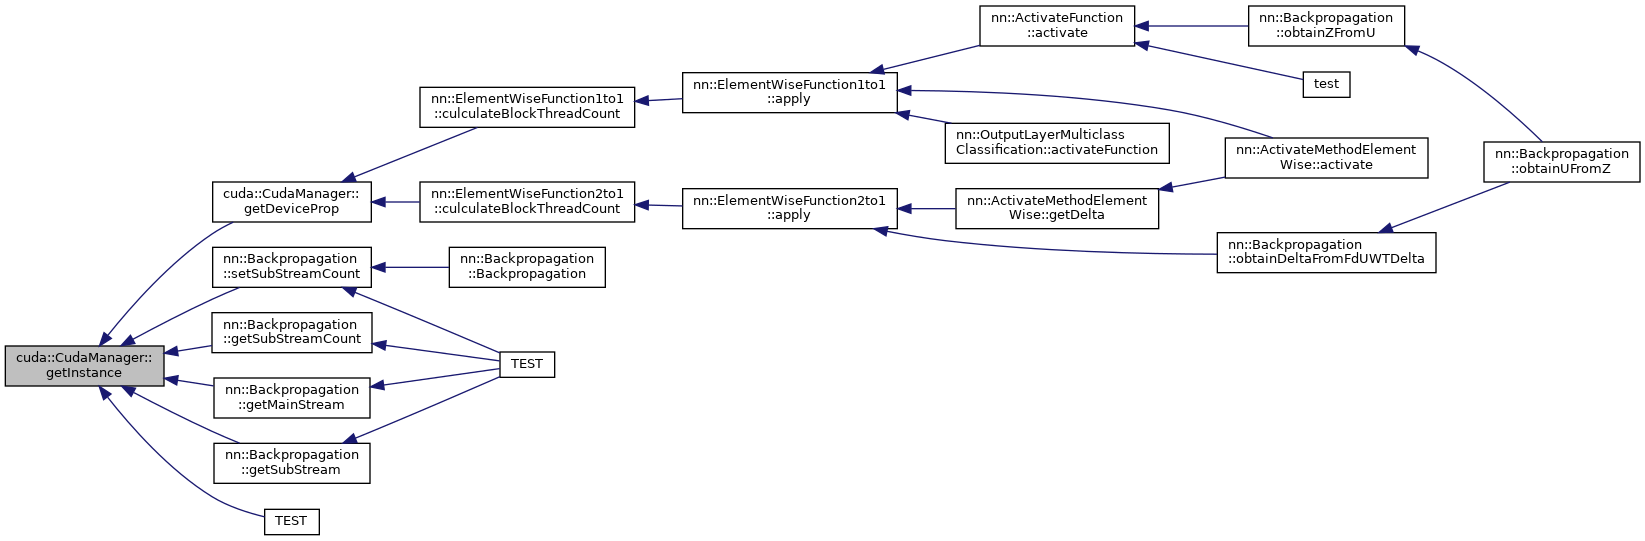 cuda::CudaManager::
getInstance
cuda::CudaManager::
getDeviceProp
nn::ElementWiseFunction1to1
::culculateBlockThreadCount
nn::ElementWiseFunction1to1
::apply
nn::ActivateFunction
::activate
nn::Backpropagation
::obtainZFromU
nn::Backpropagation
::obtainUFromZ
test
nn::OutputLayerMulticlass
Classification::activateFunction
nn::ActivateMethodElement
Wise::activate
nn::ElementWiseFunction2to1
::culculateBlockThreadCount
nn::ElementWiseFunction2to1
::apply
nn::ActivateMethodElement
Wise::getDelta
nn::Backpropagation
::obtainDeltaFromFdUWTDelta
nn::Backpropagation
::setSubStreamCount
nn::Backpropagation
::Backpropagation
nn::Backpropagation
::getSubStreamCount
TEST
nn::Backpropagation
::getMainStream
nn::Backpropagation
::getSubStream
TEST